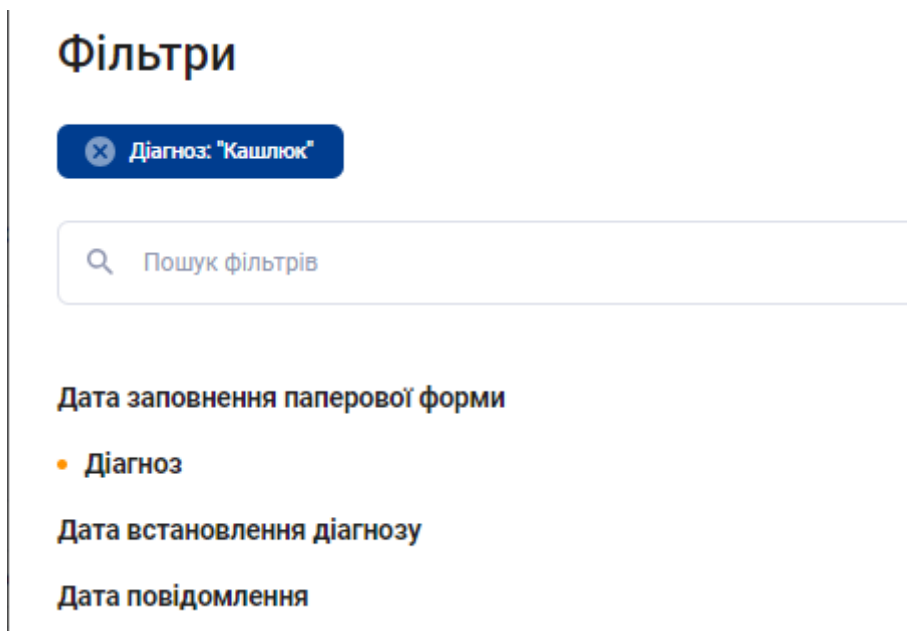 Фільтри
Діагноз: "Кашлюк"
Пошук фільтрів
Дата заповнення паперової форми
Діагноз
Дата встановлення діагнозу
Дата повідомлення